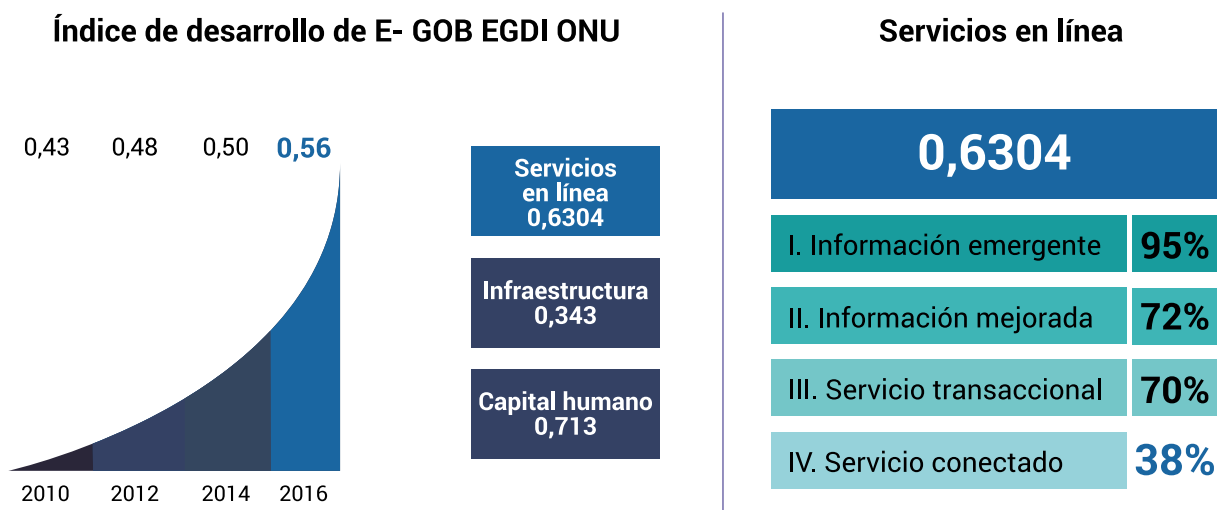 Índice de desarrollo de E- GOB EGDI ONU
0,43 0,48 0,50 0,56
2010 2012 2014 2016
Servicios
en línea
0,6304
Infraestructura
0,343
Capital humano
0,713
Servicios en línea
0,6304
I. Información emergente 95%
II. Información mejorada 72%
III. Servicio transaccional 70%
IV. Servicio conectado 38%